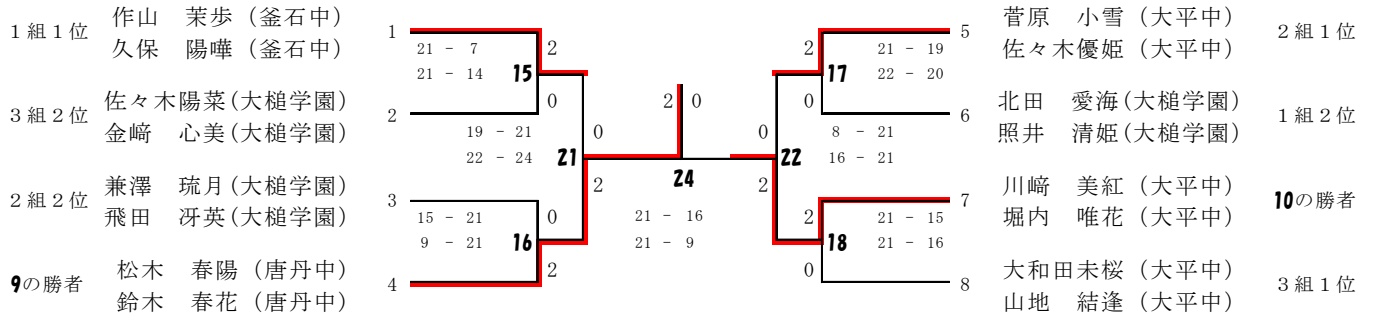 1組1位
作山　茉歩 (釜石中)
久保　陽曄 (釜石中)
1
21 - 7
21 - 14
15
2
0
3組2位
佐々木陽菜(大槌学園)
金﨑　心美(大槌学園)
2
19 - 21
22 - 24
21
0
2
2組2位
兼澤　琉月(大槌学園)
飛田　冴英(大槌学園)
3
15 - 21
9 - 21
16
0
2
9の勝者
松木　春陽 (唐丹中)
鈴木　春花 (唐丹中)
4
2
0
24
21 - 16
21 - 9
菅原　小雪 (大平中)
佐々木優姫 (大平中)
5
2組1位
2
0
17
21 - 19
22 - 20
北田　愛海(大槌学園)
照井　清姫(大槌学園)
6
1組2位
0
2
22
8 - 21
16 - 21
川﨑　美紅 (大平中)
堀内　唯花 (大平中)
7
10の勝者
2
0
18
21 - 15
21 - 16
大和田未桜 (大平中)
山地　結逢 (大平中)
8
3組1位